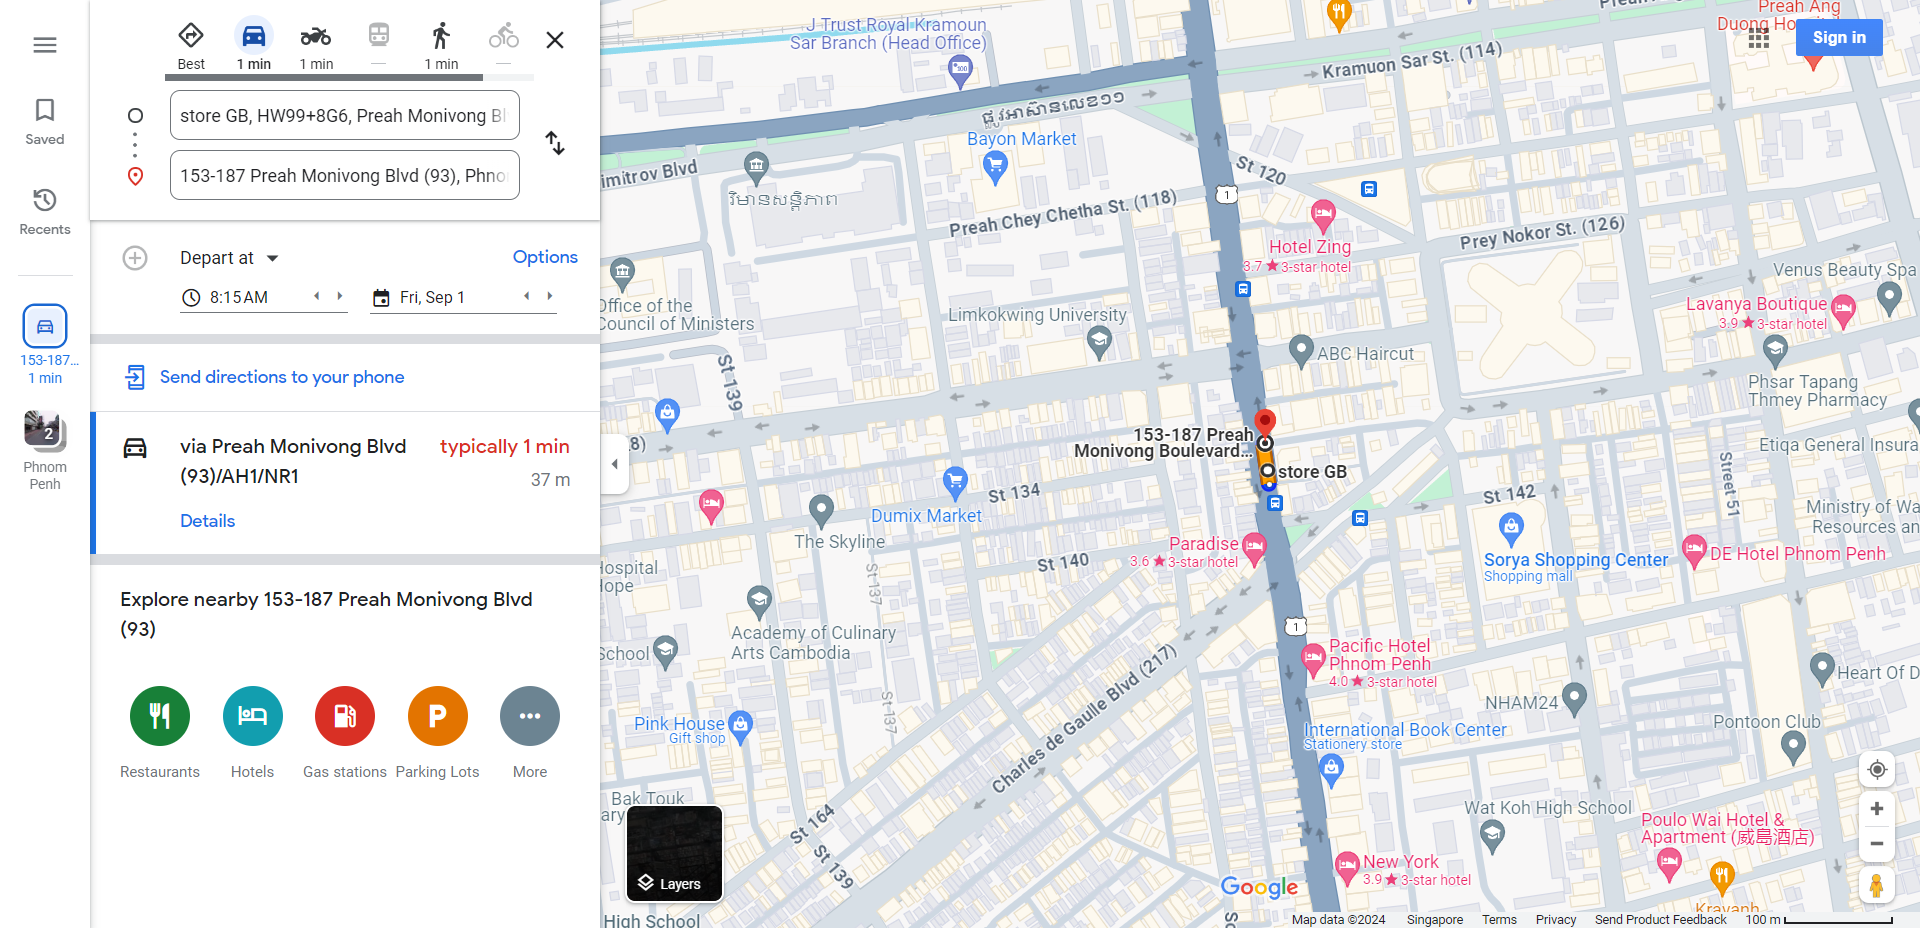 Saved
Recents
153-187...
1 min
2
Phnom
Penh
Best
1 min
1 min
—
1 min
—
store GB, HW99+8G6, Preah Monivong Bl
153-187 Preah Monivong Blvd (93), Phno
Depart at
Options
8:15 AM
Fri, Sep 1
Send directions to your phone
via Preah Monivong Blvd
(93)/AH1/NR1
typically 1 min
37 m
Details
Explore nearby 153-187 Preah Monivong Blvd
(93)
Restaurants
Hotels
P
Gas stations
Parking Lots
More
J Trust Royal Kramoun
Sar Branch (Head Office)
Kramuon Sar St. (114)
Preah Ang
Duong Hos
Sign in
ផ្លូវអាស៊ានលេខ១១
Bayon Market
imitrov Blvd
វិមានសន្តិភាព
Preah Chey Chetha St. (118)
St 120
1
Hotel Zing
3.7 ★ 3-star hotel
Prey Nokor St. (126)
Venus Beauty Spa
Office of the
Council of Ministers
Limkokwing University
Lavanya Boutique
3.9 ★ 3-star hotel
ABC Haircut
Phsar Tapang
Thmey Pharmacy
St 139
8)
153-187 Preah
Monivong Boulevard...
store GB
Etiqa General Insura
St 134
St 142
Street 51
Dumix Market
The Skyline
Ministry of Wa
Resources an
Paradise
3.6 ★ 3-star hotel
Sorya Shopping Center
Shopping mall
DE Hotel Phnom Penh
Hospital
Hope
St 140
St 137
Academy of Culinary
Arts Cambodia
School
1
Pacific Hotel
Phnom Penh
4.0 ★ 3-star hotel
Heart Of D
Charles de Gaulle Blvd (217)
St 137
NHAM24
Pink House
Gift shop
International Book Center
Stationery store
Pontoon Club
Bak Touk
ary
St 164
St 139
Wat Koh High School
Poulo Wai Hotel &
Apartment (威島酒店)
Layers
New York
3.9 ★ 3-star hotel
Google
Kravanh
High School
Map data ©2024
Singapore
Terms
Privacy
Send Product Feedback
100 m